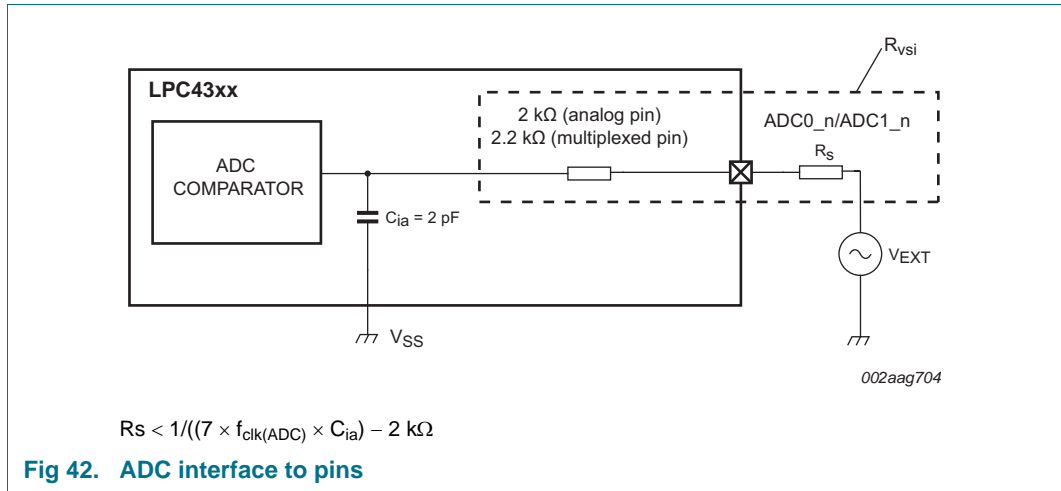 R_vsi
LPC43xx
2 kΩ (analog pin)
2.2 kΩ (multiplexed pin)
ADC0_n/ADC1_n
R_s
ADC
COMPARATOR
C_ia = 2 pF
V_EXT
V_SS
002aag704
Rs < 1/((7 × f_clk(ADC) × C_ia) − 2 kΩ
Fig 42. ADC interface to pins